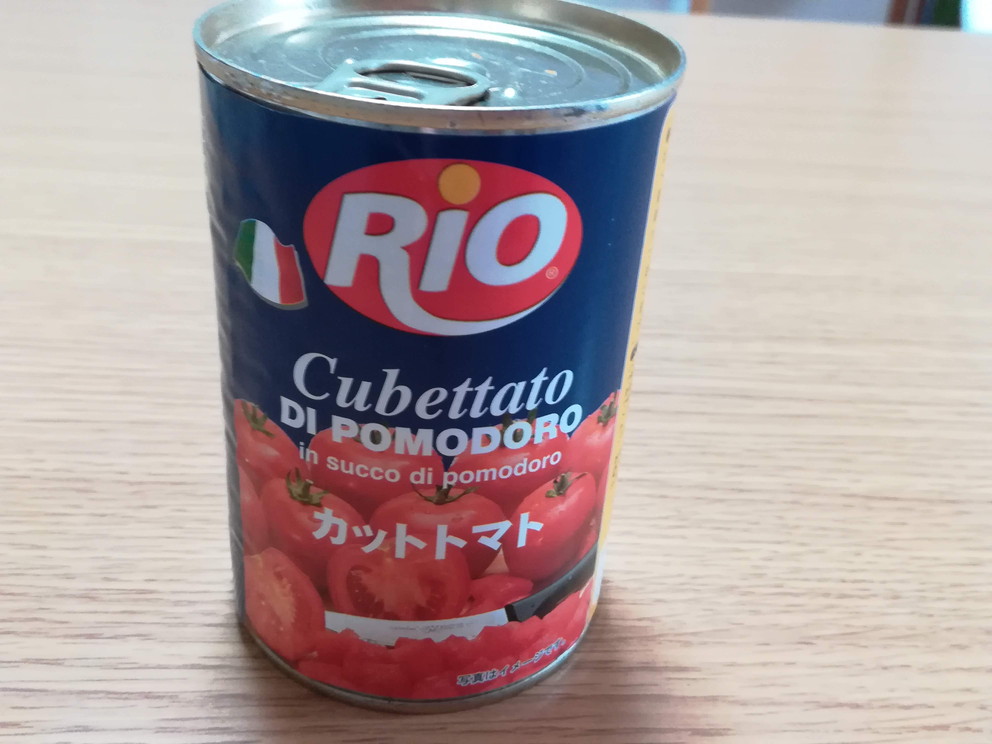 RiO
®
Cubettato
DI POMODORO
in succo di pomodoro
カットトマト
写真はイメージです。